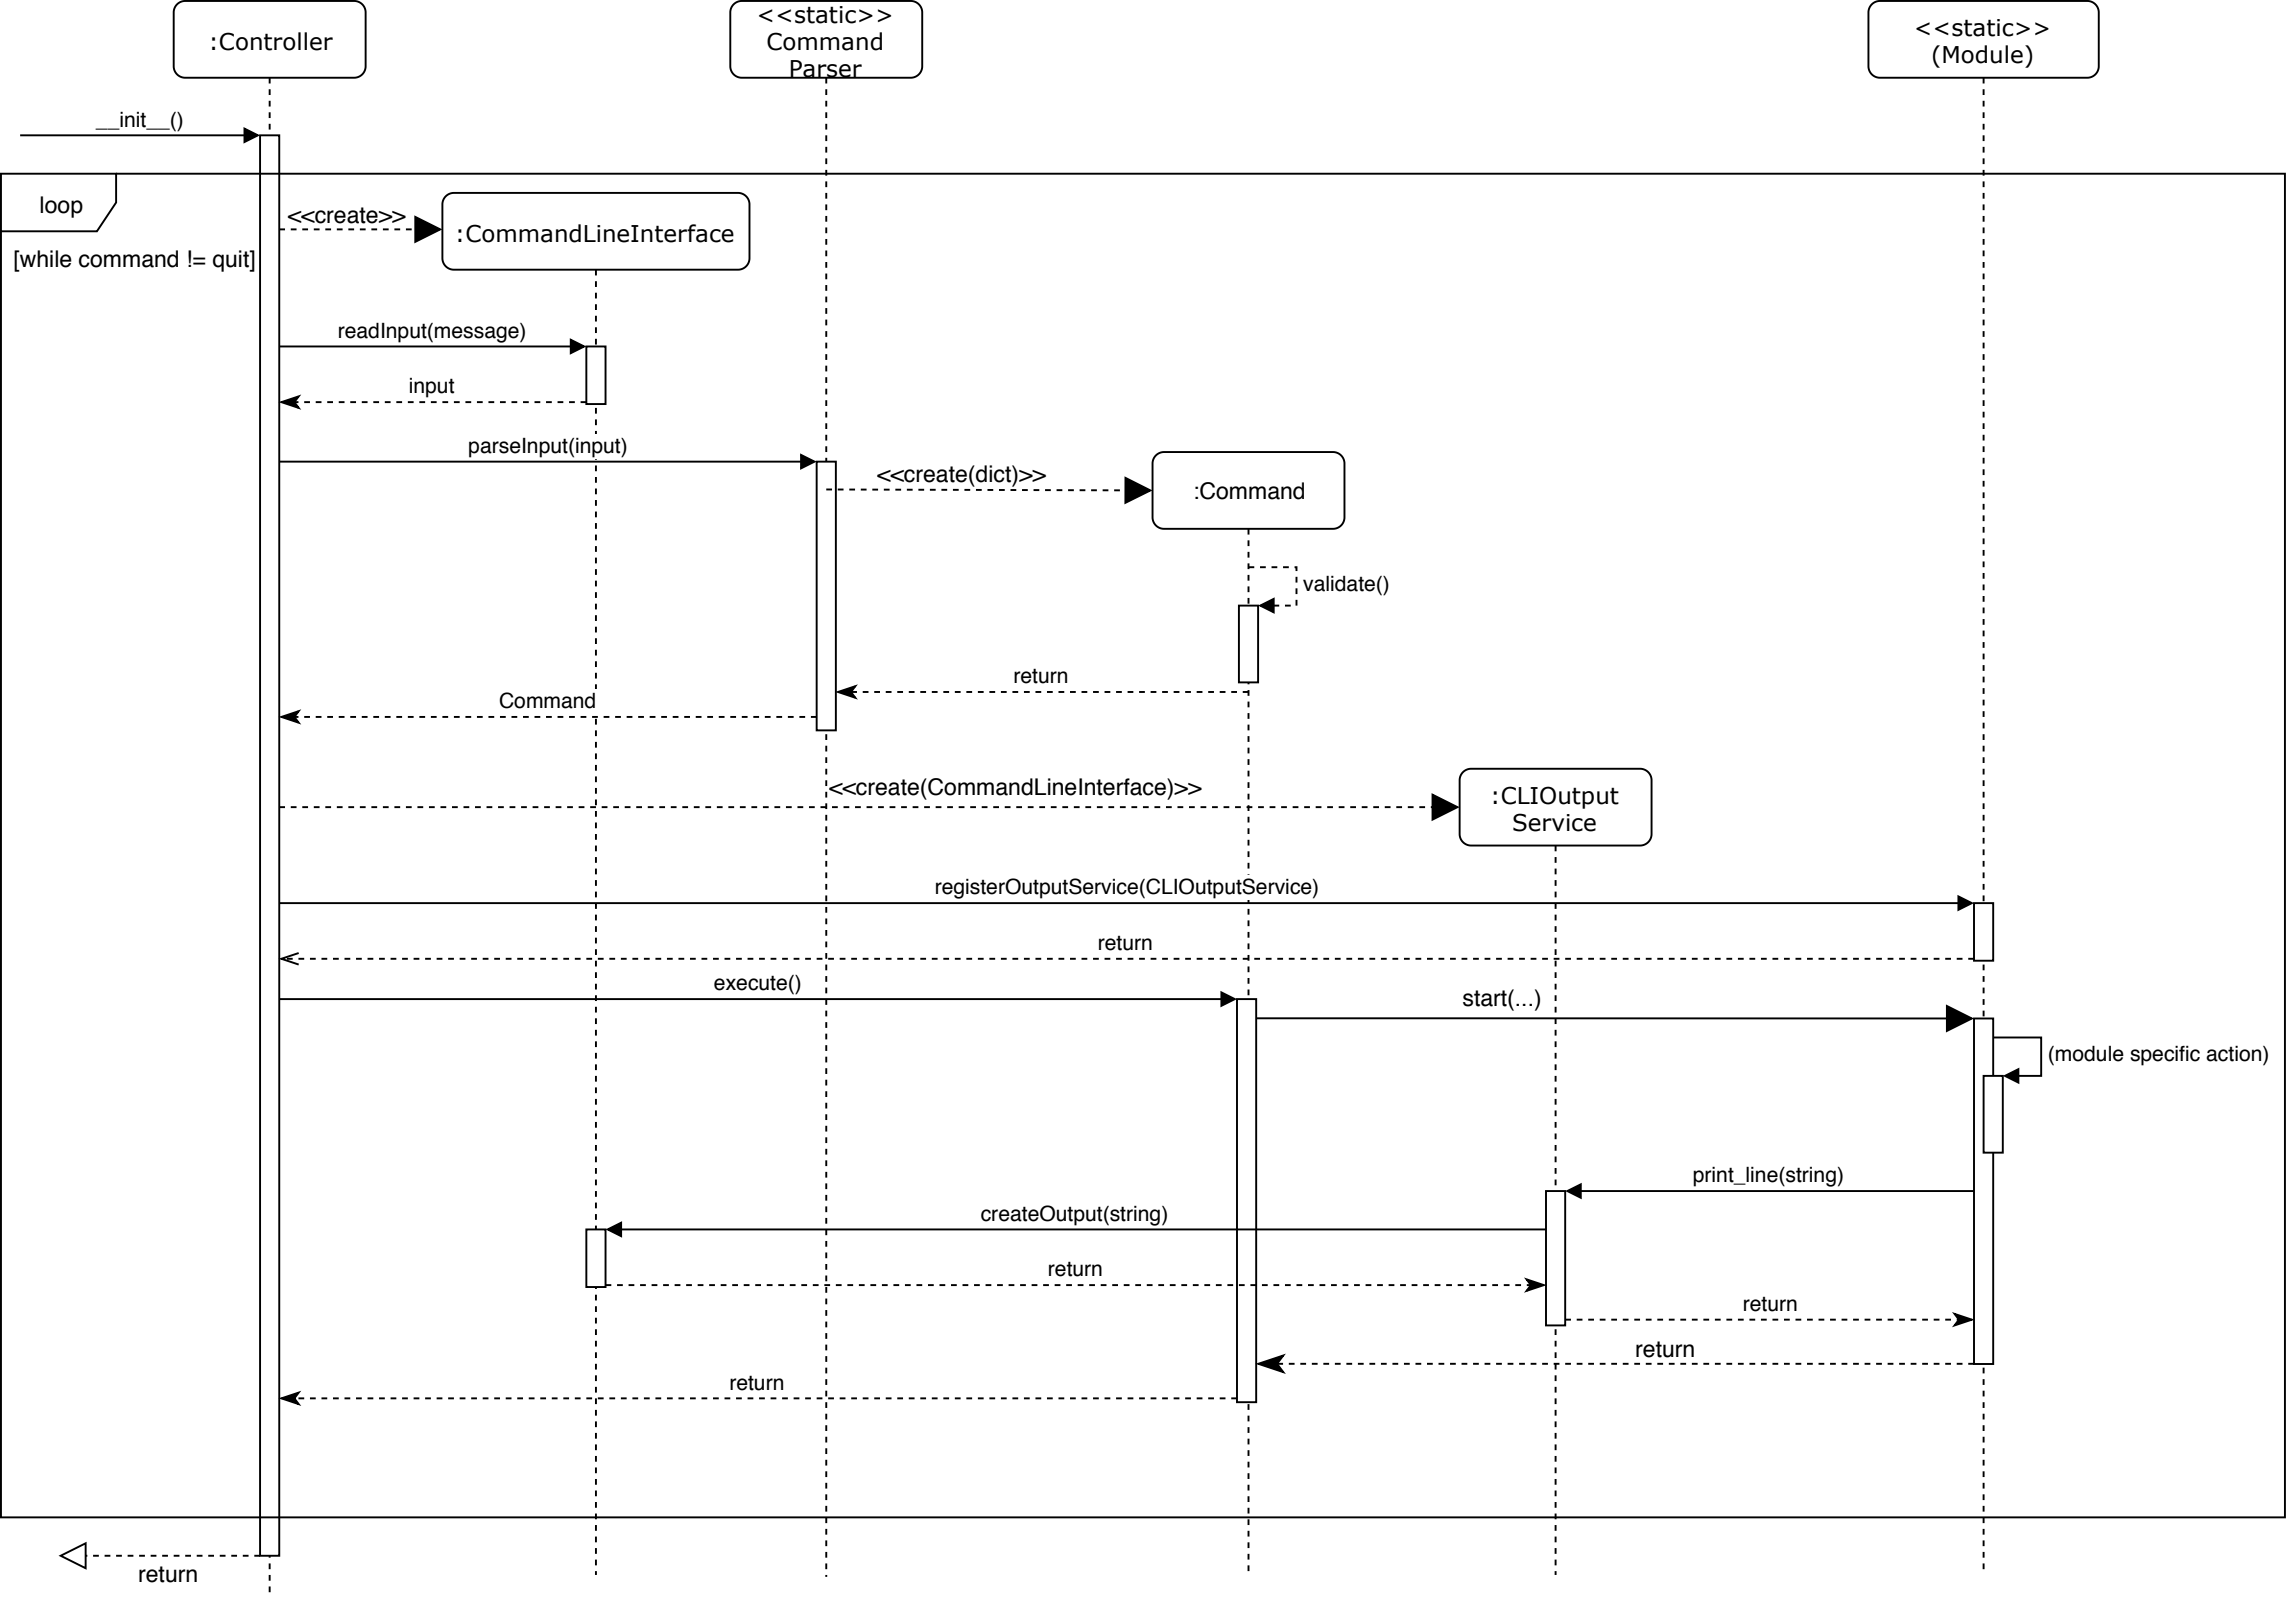 :Controller
<<static>>
Command
Parser
<<static>>
(Module)
__init__()
loop
[while command != quit]
<<create>>
:CommandLineInterface
readInput(message)
input
parseInput(input)
<<create(dict)>>
:Command
validate()
return
Command
<<create(CommandLineInterface)>>
:CLIOutput
Service
registerOutputService(CLIOutputService)
return
execute()
start(...)
(module specific action)
print_line(string)
createOutput(string)
return
return
return
return
return